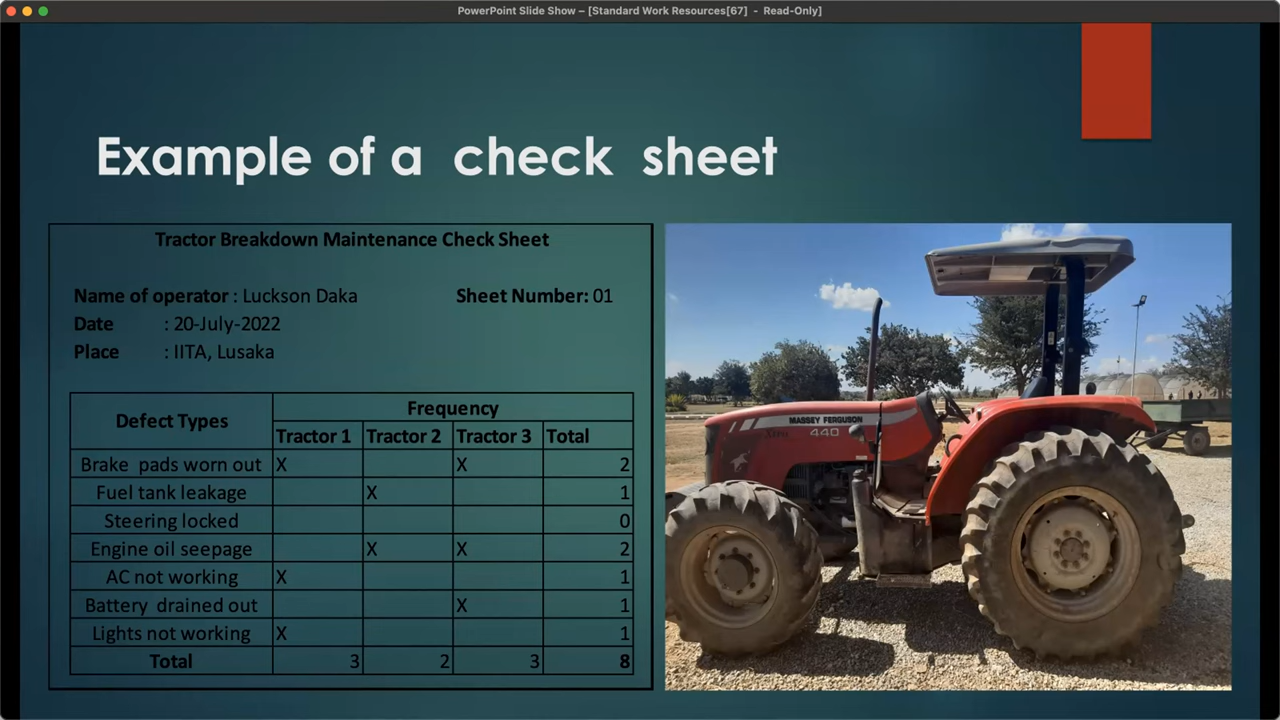 PowerPoint Slide Show – [Standard Work Resources[67] - Read-Only]
Example of a check sheet
Tractor Breakdown Maintenance Check Sheet
Name of operator : Luckson Daka Sheet Number: 01
Date : 20-July-2022
Place : IITA, Lusaka
Defect Types Frequency
Tractor 1 Tractor 2 Tractor 3 Total
Brake pads worn out X X 2
Fuel tank leakage X 1
Steering locked 0
Engine oil seepage X X 2
AC not working X 1
Battery drained out X 1
Lights not working X 1
Total 3 2 3 8
MASSEY FERGUSON
Xtra 440